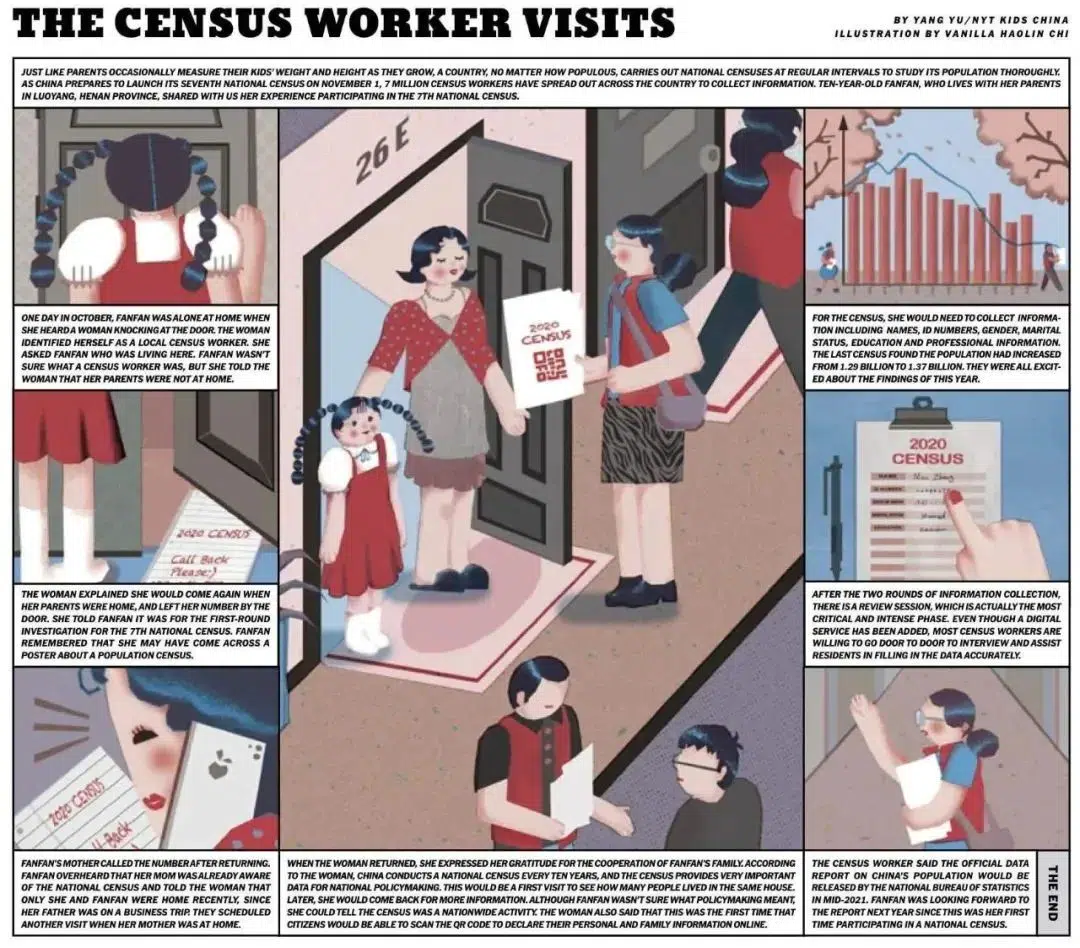 THE CENSUS WORKER VISITS
BY YANG YU/NYT KIDS CHINA
ILLUSTRATION BY VANILLA HAOLIN CHI
JUST LIKE PARENTS OCCASIONALLY MEASURE THEIR KIDS' WEIGHT AND HEIGHT AS THEY GROW, A COUNTRY, NO MATTER HOW POPULOUS, CARRIES OUT NATIONAL CENSUSES AT REGULAR INTERVALS TO STUDY ITS POPULATION THOROUGHLY.
AS CHINA PREPARES TO LAUNCH ITS SEVENTH NATIONAL CENSUS ON NOVEMBER 1, 7 MILLION CENSUS WORKERS HAVE SPREAD OUT ACROSS THE COUNTRY TO COLLECT INFORMATION. TEN-YEAR-OLD FANFAN, WHO LIVES WITH HER PARENTS
IN LUOYANG, HENAN PROVINCE, SHARED WITH US HER EXPERIENCE PARTICIPATING IN THE 7TH NATIONAL CENSUS.
ONE DAY IN OCTOBER, FANFAN WAS ALONE AT HOME WHEN
SHE HEARD A WOMAN KNOCKING AT THE DOOR. THE WOMAN
IDENTIFIED HERSELF AS A LOCAL CENSUS WORKER. SHE
ASKED FANFAN WHO WAS LIVING HERE. FANFAN WASN'T
SURE WHAT A CENSUS WORKER WAS, BUT SHE TOLD THE
WOMAN THAT HER PARENTS WERE NOT AT HOME.
2020 CENSUS
Call Back
Please:)
THE WOMAN EXPLAINED SHE WOULD COME AGAIN WHEN
HER PARENTS WERE HOME, AND LEFT HER NUMBER BY THE
DOOR. SHE TOLD FANFAN IT WAS FOR THE FIRST-ROUND
INVESTIGATION FOR THE 7TH NATIONAL CENSUS. FANFAN
REMEMBERED THAT SHE MAY HAVE COME ACROSS A
POSTER ABOUT A POPULATION CENSUS.
2020 CENSUS
Back
FANFAN'S MOTHER CALLED THE NUMBER AFTER RETURNING.
FANFAN OVERHEARD THAT HER MOM WAS ALREADY AWARE
OF THE NATIONAL CENSUS AND TOLD THE WOMAN THAT
ONLY SHE AND FANFAN WERE HOME RECENTLY, SINCE
HER FATHER WAS ON A BUSINESS TRIP. THEY SCHEDULED
ANOTHER VISIT WHEN HER MOTHER WAS AT HOME.
26 E
2020
CENSUS
WHEN THE WOMAN RETURNED, SHE EXPRESSED HER GRATITUDE FOR THE COOPERATION OF FANFAN'S FAMILY. ACCORDING
TO THE WOMAN, CHINA CONDUCTS A NATIONAL CENSUS EVERY TEN YEARS, AND THE CENSUS PROVIDES VERY IMPORTANT
DATA FOR NATIONAL POLICYMAKING. THIS WOULD BE A FIRST VISIT TO SEE HOW MANY PEOPLE LIVED IN THE SAME HOUSE.
LATER, SHE WOULD COME BACK FOR MORE INFORMATION. ALTHOUGH FANFAN WASN'T SURE WHAT POLICYMAKING MEANT,
SHE COULD TELL THE CENSUS WAS A NATIONWIDE ACTIVITY. THE WOMAN ALSO SAID THAT THIS WAS THE FIRST TIME THAT
CITIZENS WOULD BE ABLE TO SCAN THE QR CODE TO DECLARE THEIR PERSONAL AND FAMILY INFORMATION ONLINE.
FOR THE CENSUS, SHE WOULD NEED TO COLLECT INFORMA-
TION INCLUDING NAMES, ID NUMBERS, GENDER, MARITAL
STATUS, EDUCATION AND PROFESSIONAL INFORMATION.
THE LAST CENSUS FOUND THE POPULATION HAD INCREASED
FROM 1.29 BILLION TO 1.37 BILLION. THEY WERE ALL EXCIT-
ED ABOUT THE FINDINGS OF THIS YEAR.
2020
CENSUS
AFTER THE TWO ROUNDS OF INFORMATION COLLECTION,
THERE IS A REVIEW SESSION, WHICH IS ACTUALLY THE MOST
CRITICAL AND INTENSE PHASE. EVEN THOUGH A DIGITAL
SERVICE HAS BEEN ADDED, MOST CENSUS WORKERS ARE
WILLING TO GO DOOR TO DOOR TO INTERVIEW AND ASSIST
RESIDENTS IN FILLING IN THE DATA ACCURATELY.
THE CENSUS WORKER SAID THE OFFICIAL DATA
REPORT ON CHINA'S POPULATION WOULD BE
RELEASED BY THE NATIONAL BUREAU OF STATISTICS
IN MID-2021. FANFAN WAS LOOKING FORWARD TO
THE REPORT NEXT YEAR SINCE THIS WAS HER FIRST
TIME PARTICIPATING IN A NATIONAL CENSUS.
THE END